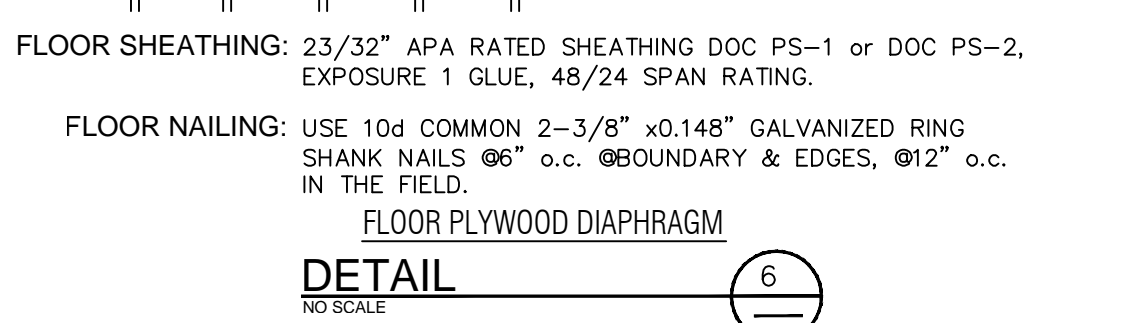 FLOOR SHEATHING: 23/32" APA RATED SHEATHING DOC PS-1 or DOC PS-2,
EXPOSURE 1 GLUE, 48/24 SPAN RATING.
FLOOR NAILING: USE 10d COMMON 2-3/8" x0.148" GALVANIZED RING
SHANK NAILS @6" o.c. @BOUNDARY & EDGES, @12" o.c.
IN THE FIELD.
FLOOR PLYWOOD DIAPHRAGM
DETAIL
6
NO SCALE